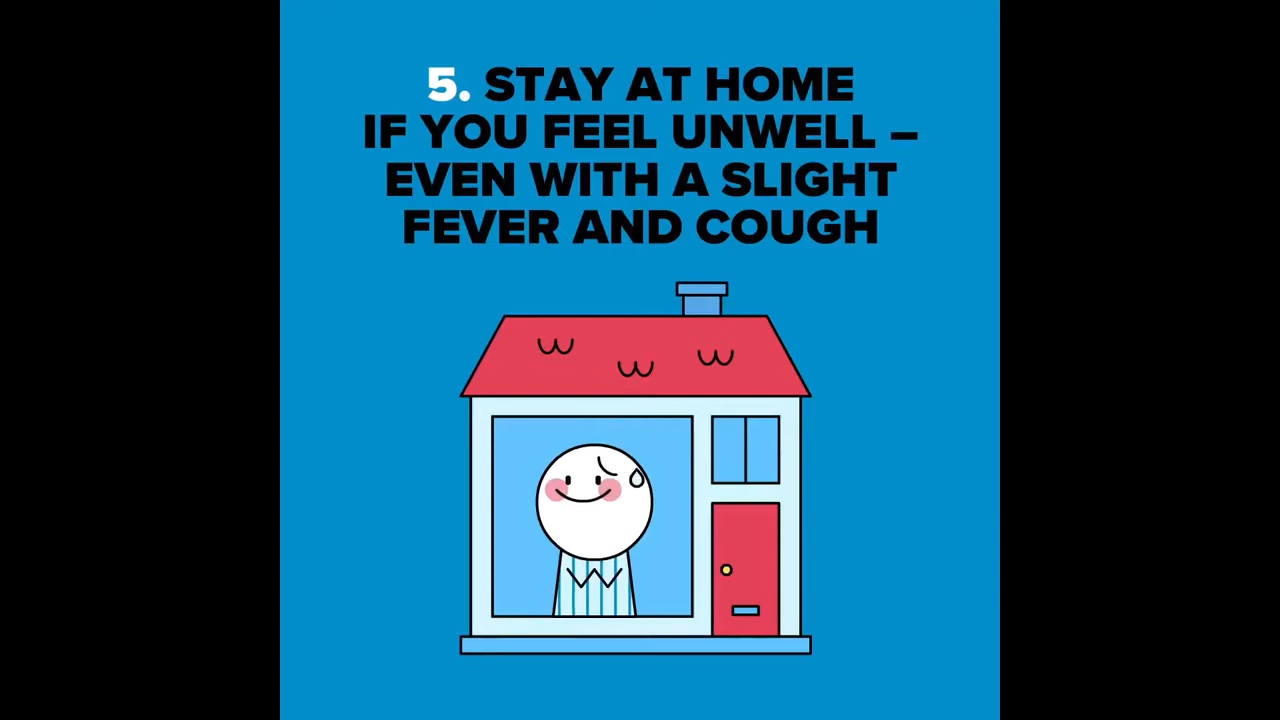 5. STAY AT HOME
IF YOU FEEL UNWELL –
EVEN WITH A SLIGHT
FEVER AND COUGH